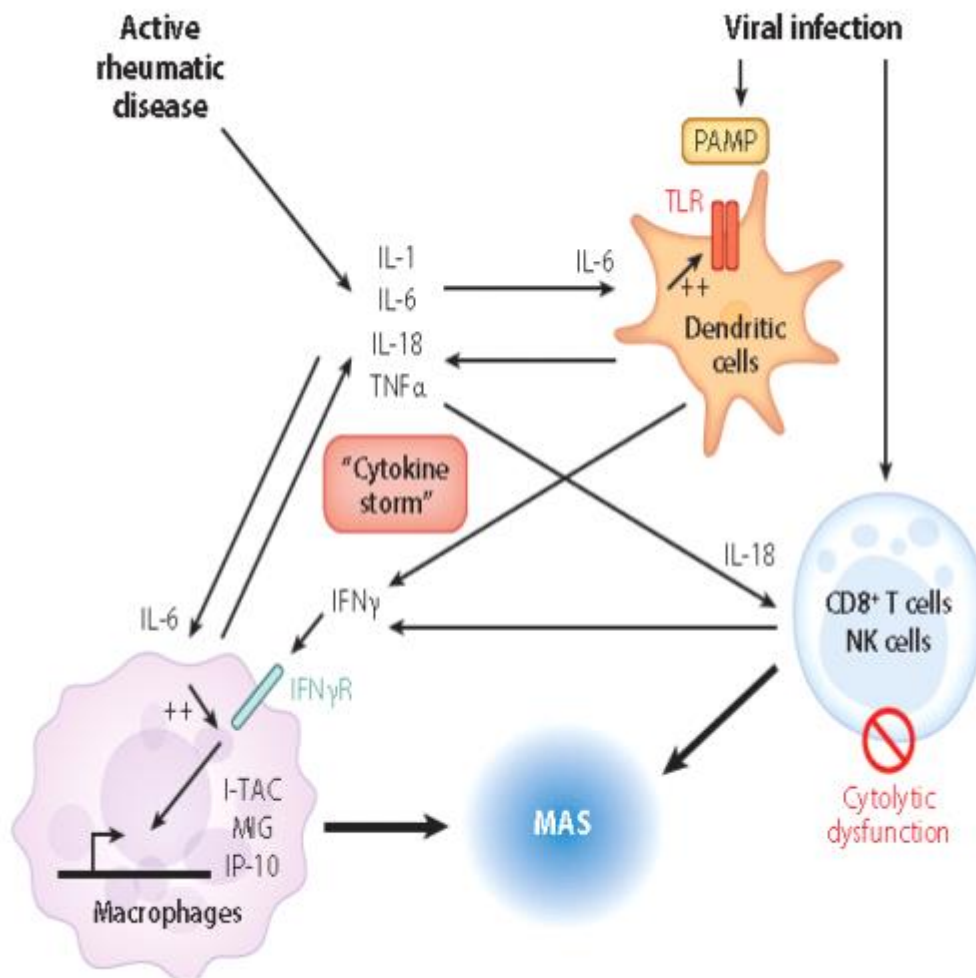 Active
rheumatic
disease
Viral infection
PAMP
TLR
IL-1
IL-6
IL-18
TNFα
IL-6
++
Dendritic
cells
"Cytokine
storm"
IL-18
CD8⁺ T cells
NK cells
IFNγ
IL-6
IFNγR
++
I-TAC
MIG
IP-10
Macrophages
MAS
Cytolytic
dysfunction